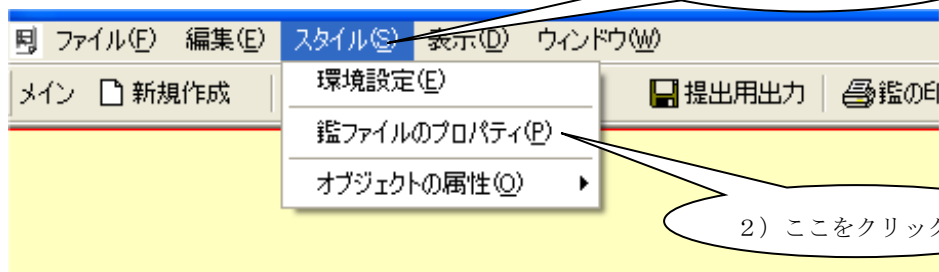 ファイル(F) 編集(E) スタイル(S) 表示(D) ウィンドウ(W)
メイン 新規作成 提出用出力 鑑の印
環境設定(E)
鑑ファイルのプロパティ(P)
オブジェクトの属性(O)
2）ここをクリック